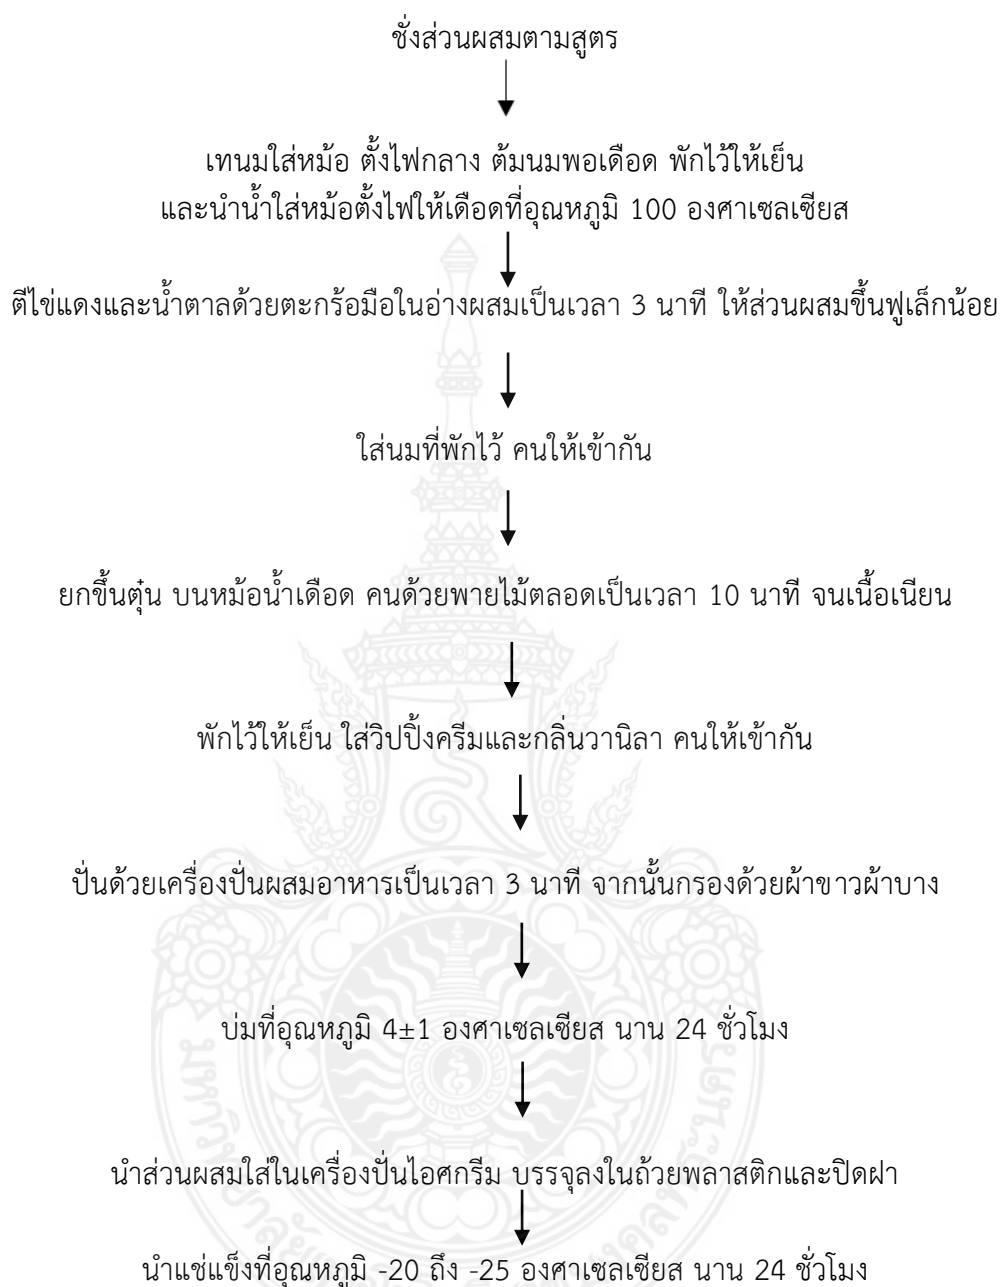 ชั่งส่วนผสมตามสูตร
เทนมใส่หม้อ ตั้งไฟกลาง ต้มนมพอเดือด พักไว้ให้เย็น
และนำน้ำใส่หม้อตั้งไฟให้เดือดที่อุณหภูมิ 100 องศาเซลเซียส
ตีไข่แดงและน้ำตาลด้วยตะกร้อมือในอ่างผสมเป็นเวลา 3 นาที ให้ส่วนผสมขึ้นฟูเล็กน้อย
ใส่นมที่พักไว้ คนให้เข้ากัน
ยกขึ้นตุ๋น บนหม้อน้ำเดือด คนด้วยพายไม้ตลอดเป็นเวลา 10 นาที จนเนื้อเนียน
พักไว้ให้เย็น ใส่วิปปิ้งครีมและกลิ่นวานิลา คนให้เข้ากัน
ปั่นด้วยเครื่องปั่นผสมอาหารเป็นเวลา 3 นาที จากนั้นกรองด้วยผ้าขาวผ้าบาง
บ่มที่อุณหภูมิ 4±1 องศาเซลเซียส นาน 24 ชั่วโมง
นำส่วนผสมใส่ในเครื่องปั่นไอศกรีม บรรจุลงในถ้วยพลาสติกและปิดฝา
นำแช่แข็งที่อุณหภูมิ -20 ถึง -25 องศาเซลเซียส นาน 24 ชั่วโมง